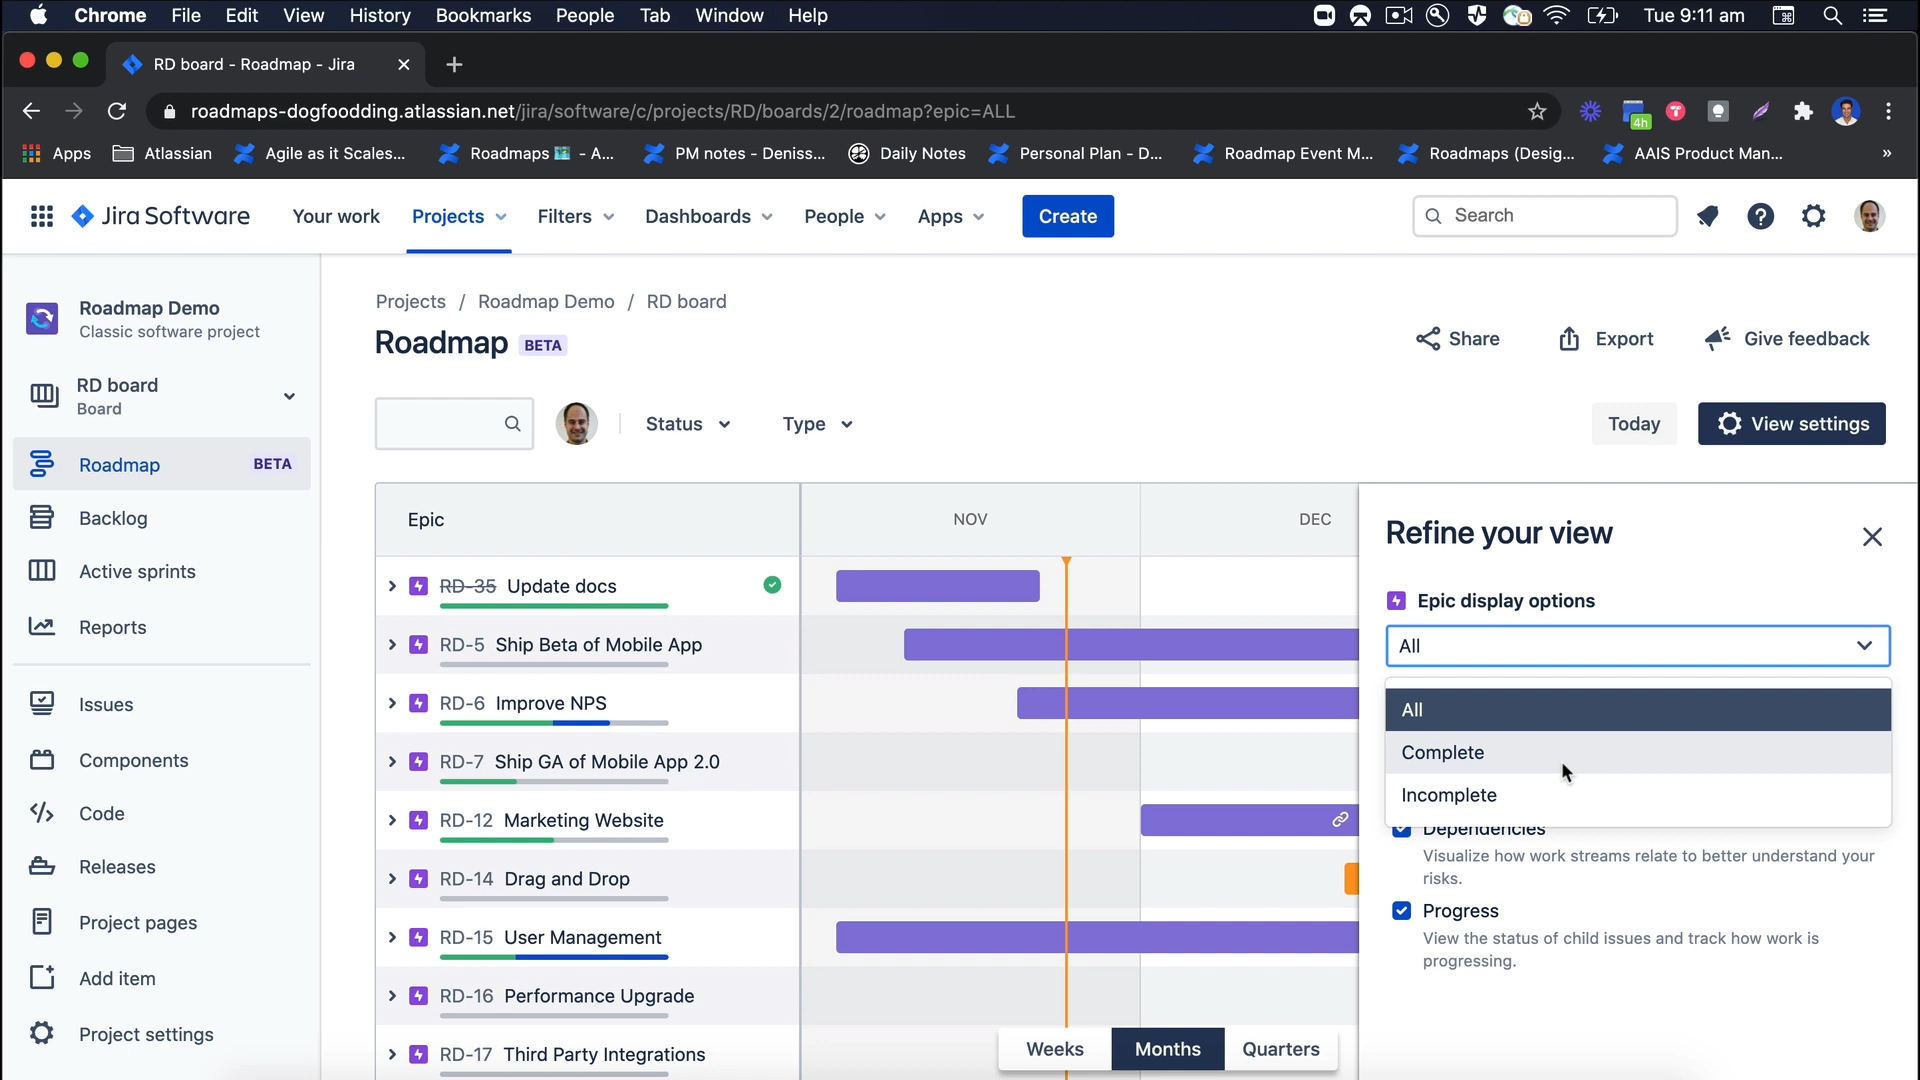 Chrome File Edit View History Bookmarks People Tab Window Help Tue 9:11 am
RD board - Roadmap - Jira
roadmaps-dogfoodding.atlassian.net/jira/software/c/projects/RD/boards/2/roadmap?epic=ALL
4h
Apps Atlassian Agile as it Scales... Roadmaps - A... PM notes - Deniss... Daily Notes Personal Plan - D... Roadmap Event M... Roadmaps (Desig... AAIS Product Man... »
Jira Software Your work Projects Filters Dashboards People Apps Create Search
Roadmap Demo
Classic software project
RD board
Board
Roadmap BETA
Backlog
Active sprints
Reports
Issues
Components
Code
Releases
Project pages
Add item
Project settings
Projects / Roadmap Demo / RD board
Roadmap BETA
Share Export Give feedback
Status Type Today View settings
Epic NOV DEC
RD-35 Update docs
RD-5 Ship Beta of Mobile App
RD-6 Improve NPS
RD-7 Ship GA of Mobile App 2.0
RD-12 Marketing Website
RD-14 Drag and Drop
RD-15 User Management
RD-16 Performance Upgrade
RD-17 Third Party Integrations
Weeks Months Quarters
Refine your view
Epic display options
All
All
Complete
Incomplete
Dependencies
Visualize how work streams relate to better understand your
risks.
Progress
View the status of child issues and track how work is
progressing.